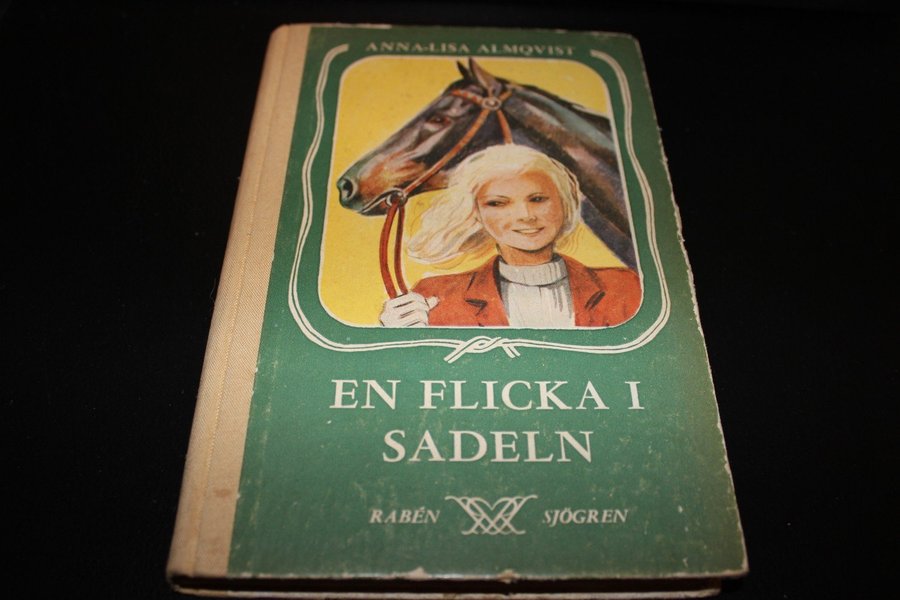 ANNA-LISA ALMQVIST
EN FLICKA I
SADELN
RABÉN SJÖGREN